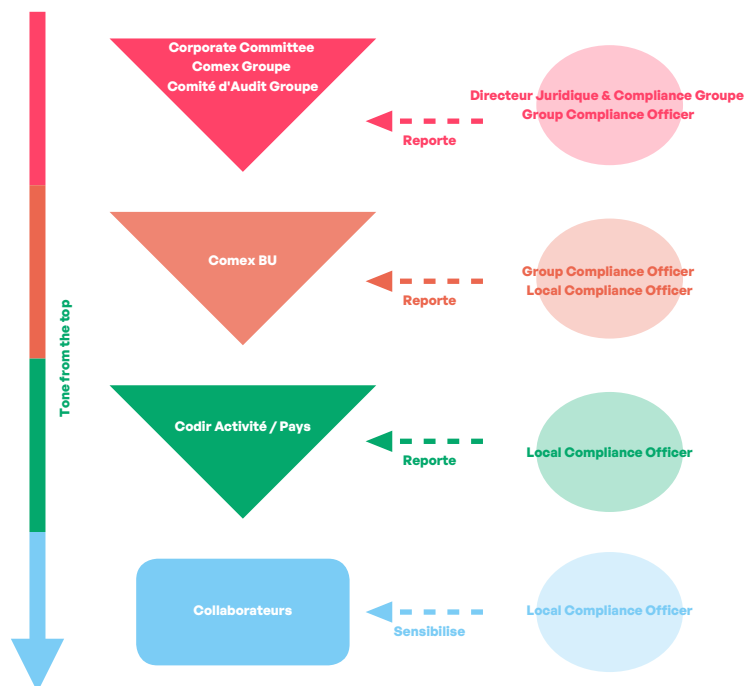 Corporate Committee
Comex Groupe
Comité d'Audit Groupe
Directeur Juridique & Compliance Groupe
Group Compliance Officer
Reporte
Comex BU
Group Compliance Officer
Local Compliance Officer
Reporte
Tone from the top
Codir Activité / Pays
Local Compliance Officer
Reporte
Collaborateurs
Local Compliance Officer
Sensibilise